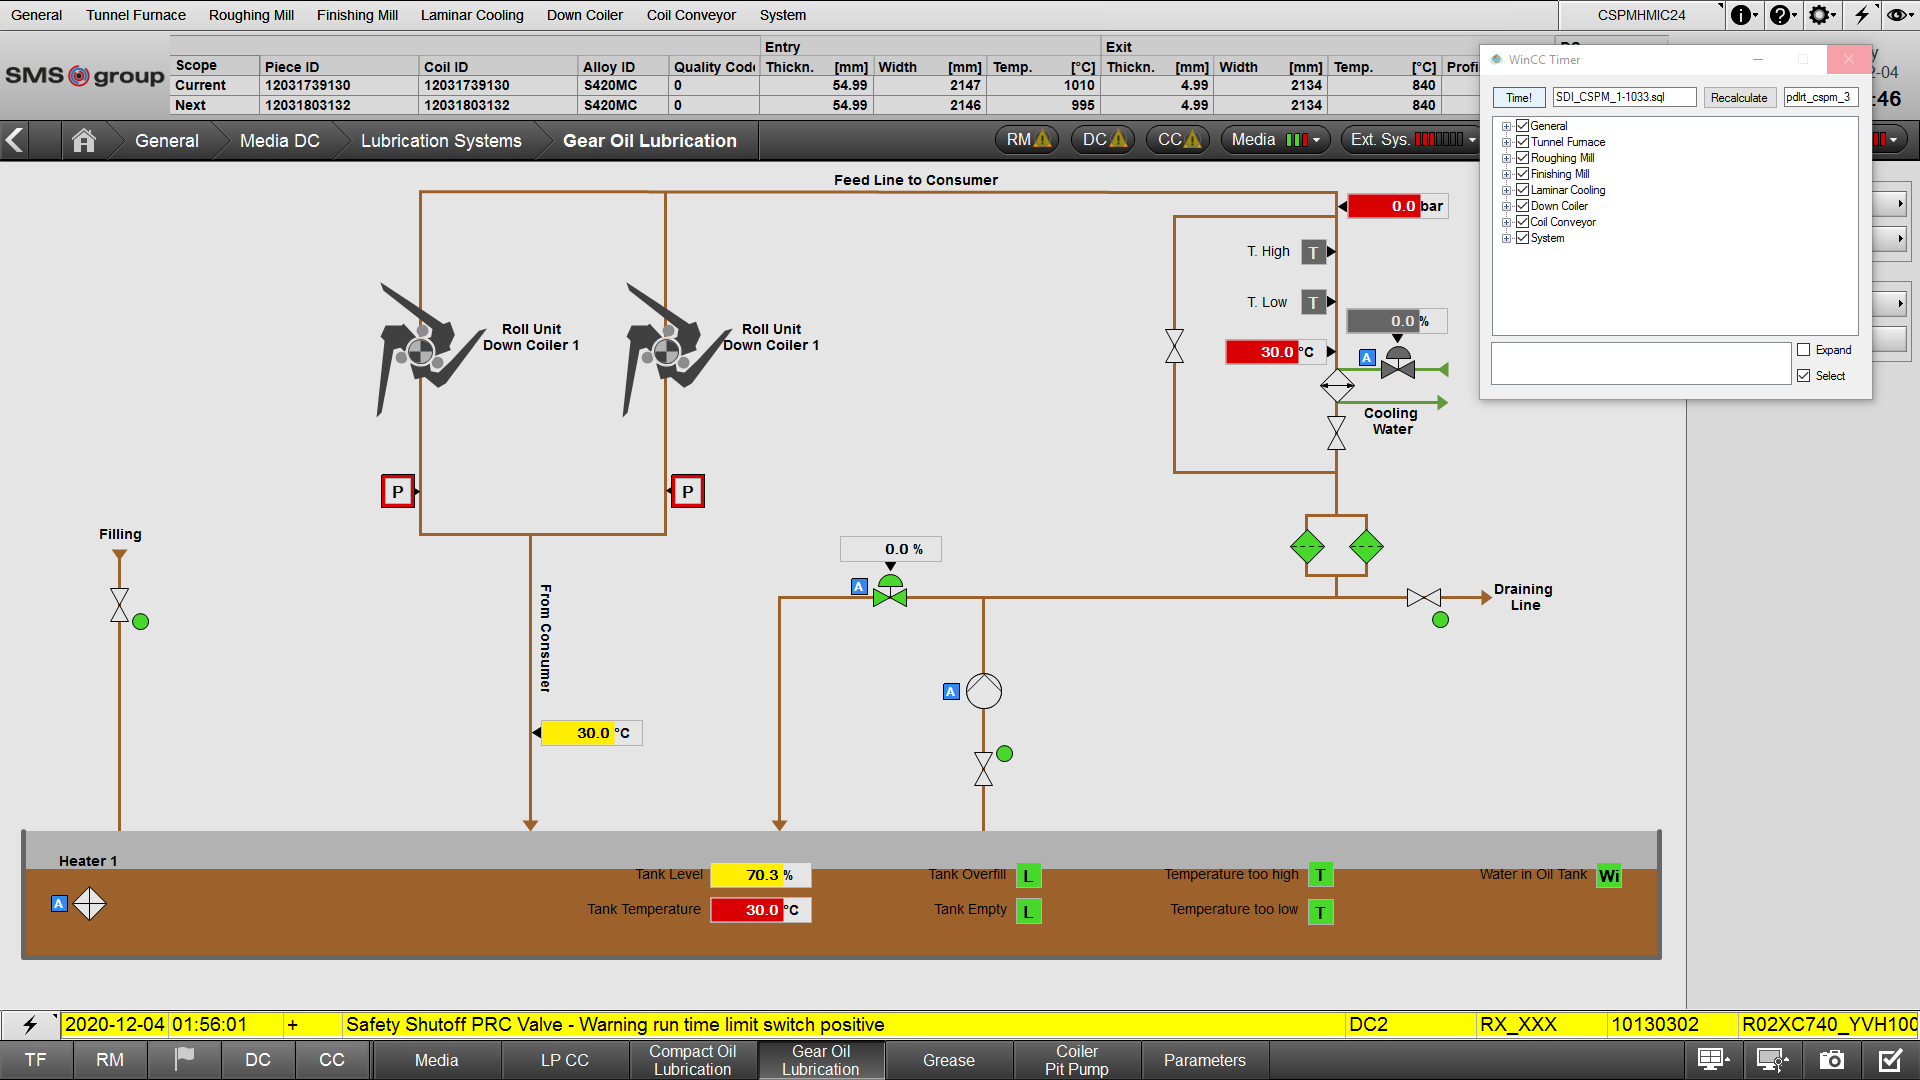 General Tunnel Furnace Roughing Mill Finishing Mill Laminar Cooling Down Coiler Coil Conveyor System CSPMHMIC24
SMS group
Entry Exit
Scope Piece ID Coil ID Alloy ID Quality Code Thickn. [mm] Width [mm] Temp. [°C] Thickn. [mm] Width [mm] Temp. [°C] Profi
Current 12031739130 12031739130 S420MC 0 54.99 2147 1010 4.99 2134 840
Next 12031803132 12031803132 S420MC 0 54.99 2146 995 4.99 2134 840
-04
:46
General Media DC Lubrication Systems Gear Oil Lubrication RM DC CC Media Ext. Sys.
WinCC Timer
Time! SDI_CSPM_1-1033.sql Recalculate pdlrt_cspm_3
General
Tunnel Furnace
Roughing Mill
Finishing Mill
Laminar Cooling
Down Coiler
Coil Conveyor
System
Expand
Select
Feed Line to Consumer
0.0 bar
T. High T
T. Low T
0.0 %
30.0 °C
A
Cooling
Water
Roll Unit
Down Coiler 1
Roll Unit
Down Coiler 1
P P
Filling
0.0 %
A
From Consumer
Draining
Line
A
30.0 °C
Heater 1
A
Tank Level 70.3 % Tank Overfill L Temperature too high T Water in Oil Tank Wi
Tank Temperature 30.0 °C Tank Empty L Temperature too low T
2020-12-04 01:56:01 + Safety Shutoff PRC Valve - Warning run time limit switch positive DC2 RX_XXX 10130302 R02XC740_YVH100
TF RM DC CC Media LP CC Compact Oil Lubrication Gear Oil Lubrication Grease Coiler Pit Pump Parameters